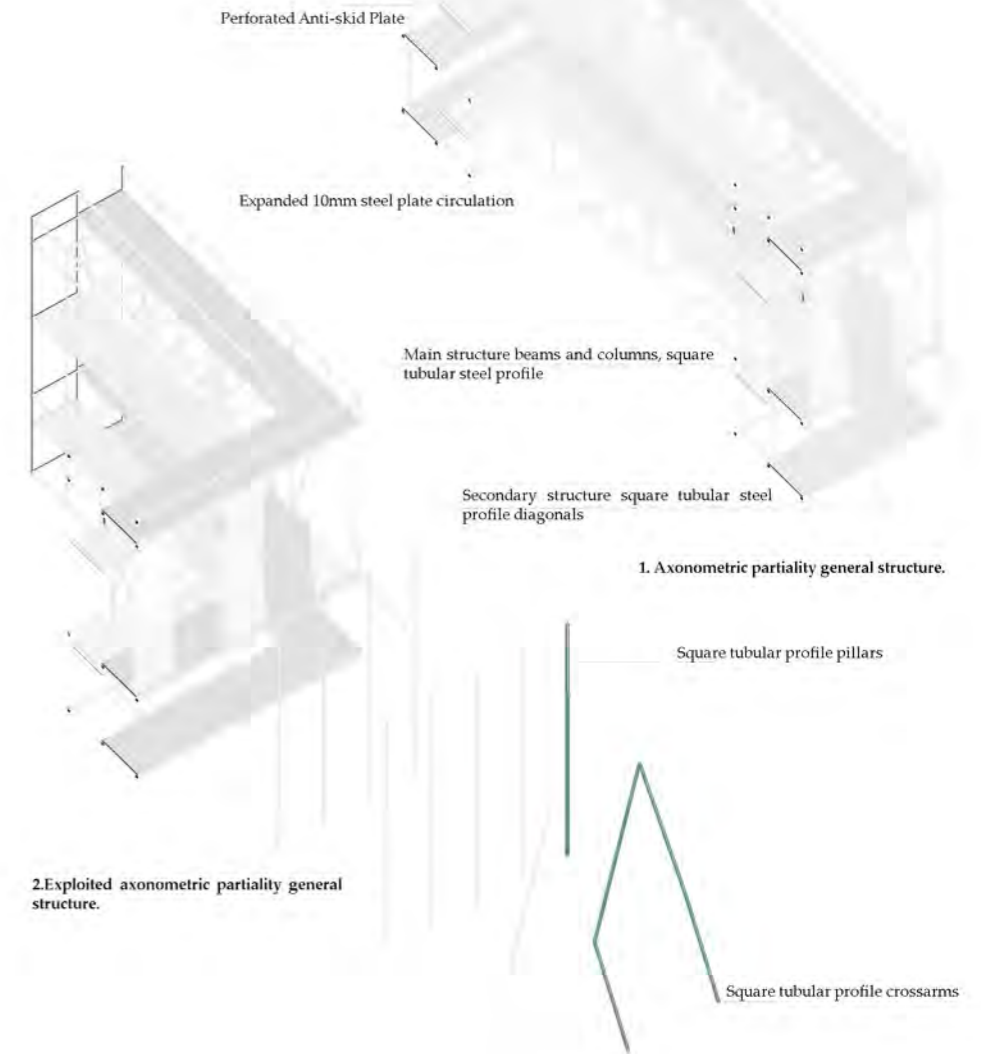 Perforated Anti-skid Plate
Expanded 10mm steel plate circulation
Main structure beams and columns, square
tubular steel profile
Secondary structure square tubular steel
profile diagonals
1. Axonometric partiality general structure.
Square tubular profile pillars
2.Exploited axonometric partiality general
structure.
Square tubular profile crossarms